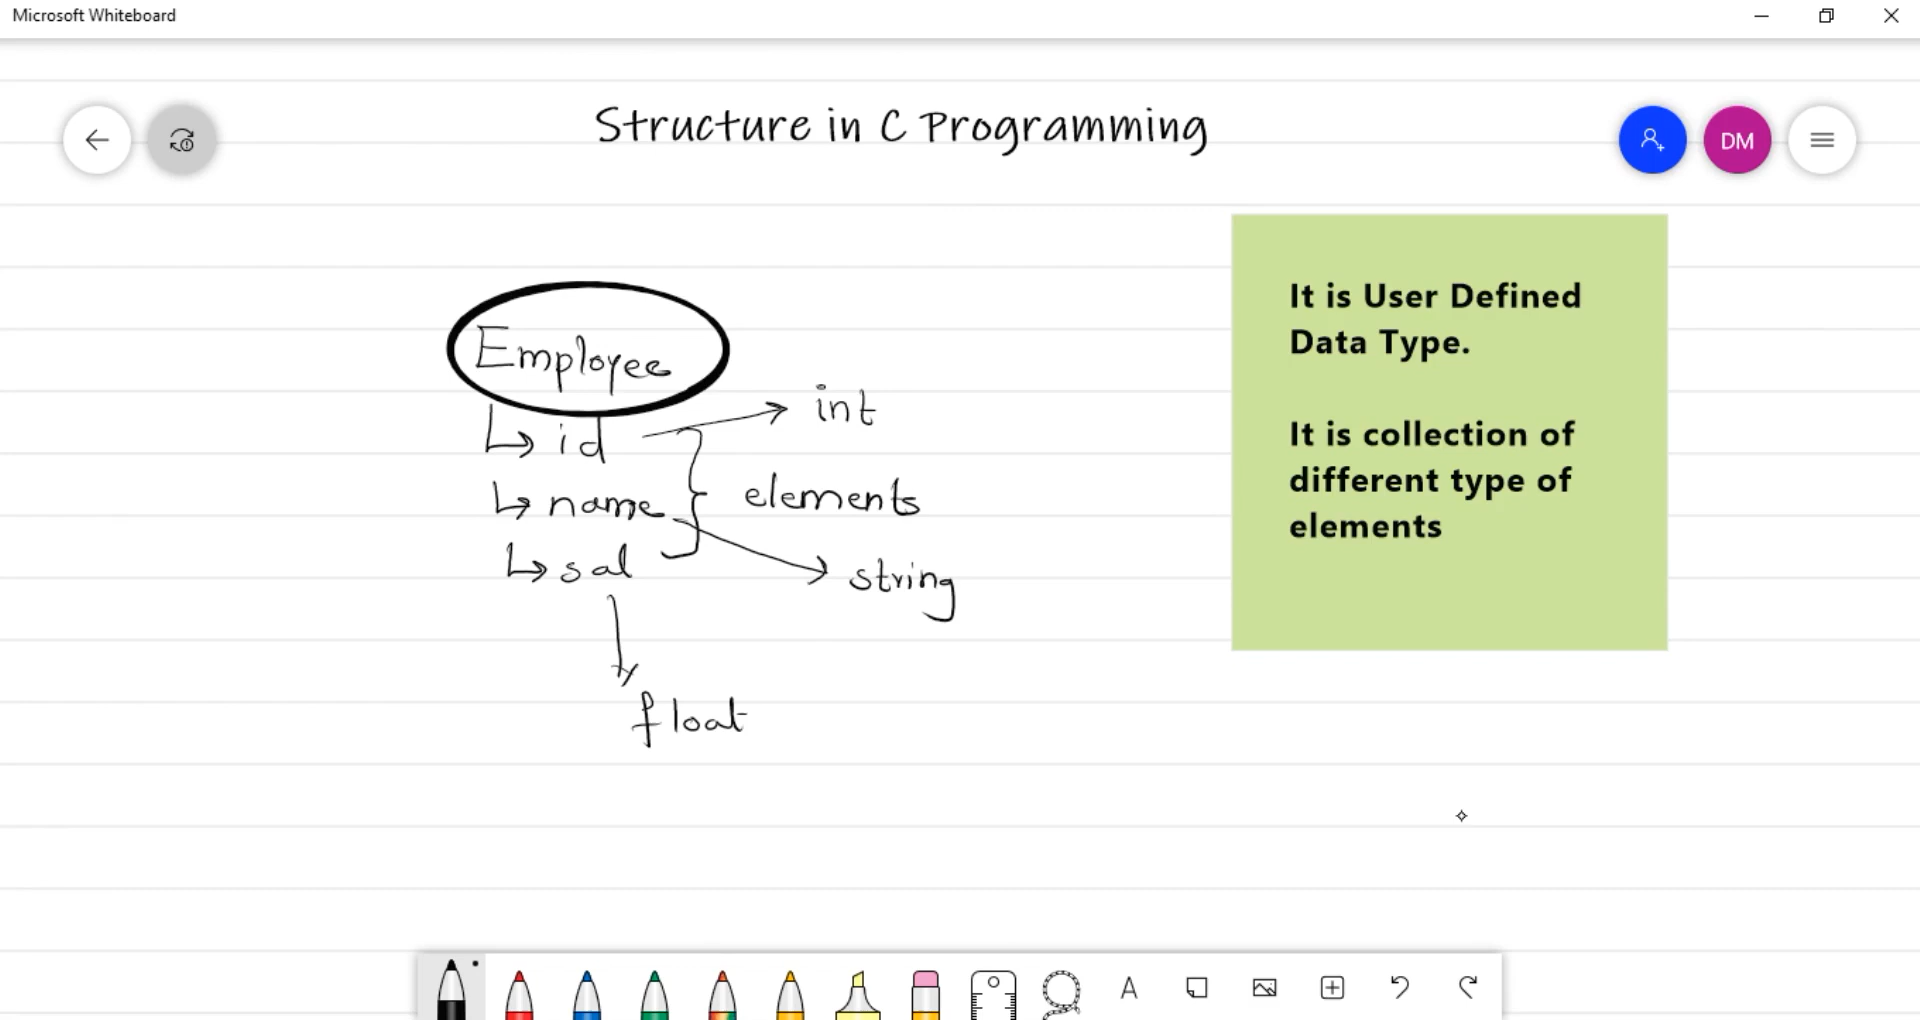 Microsoft Whiteboard
Structure in C Programming
DM
Employee
id
int
name
elements
sal
string
float
It is User Defined
Data Type.
It is collection of
different type of
elements
A